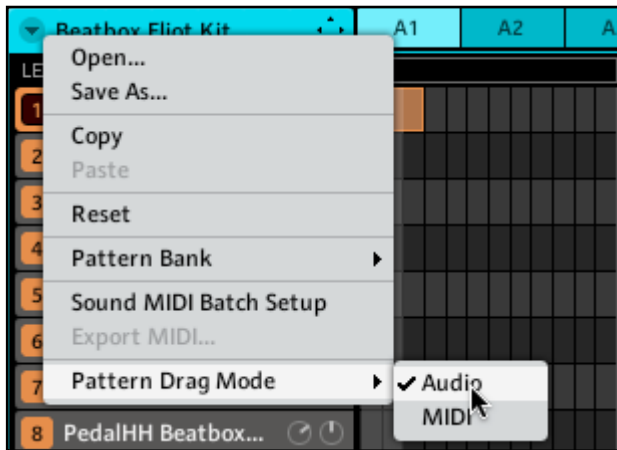 Beatbox Eliot Kit
A1
A2
A
LE
Open...
Save As...
1
Copy
2
Paste
3
Reset
4
Pattern Bank
5
Sound MIDI Batch Setup
6
Export MIDI...
7
Pattern Drag Mode
Audio
MIDI
8 PedalHH Beatbox...